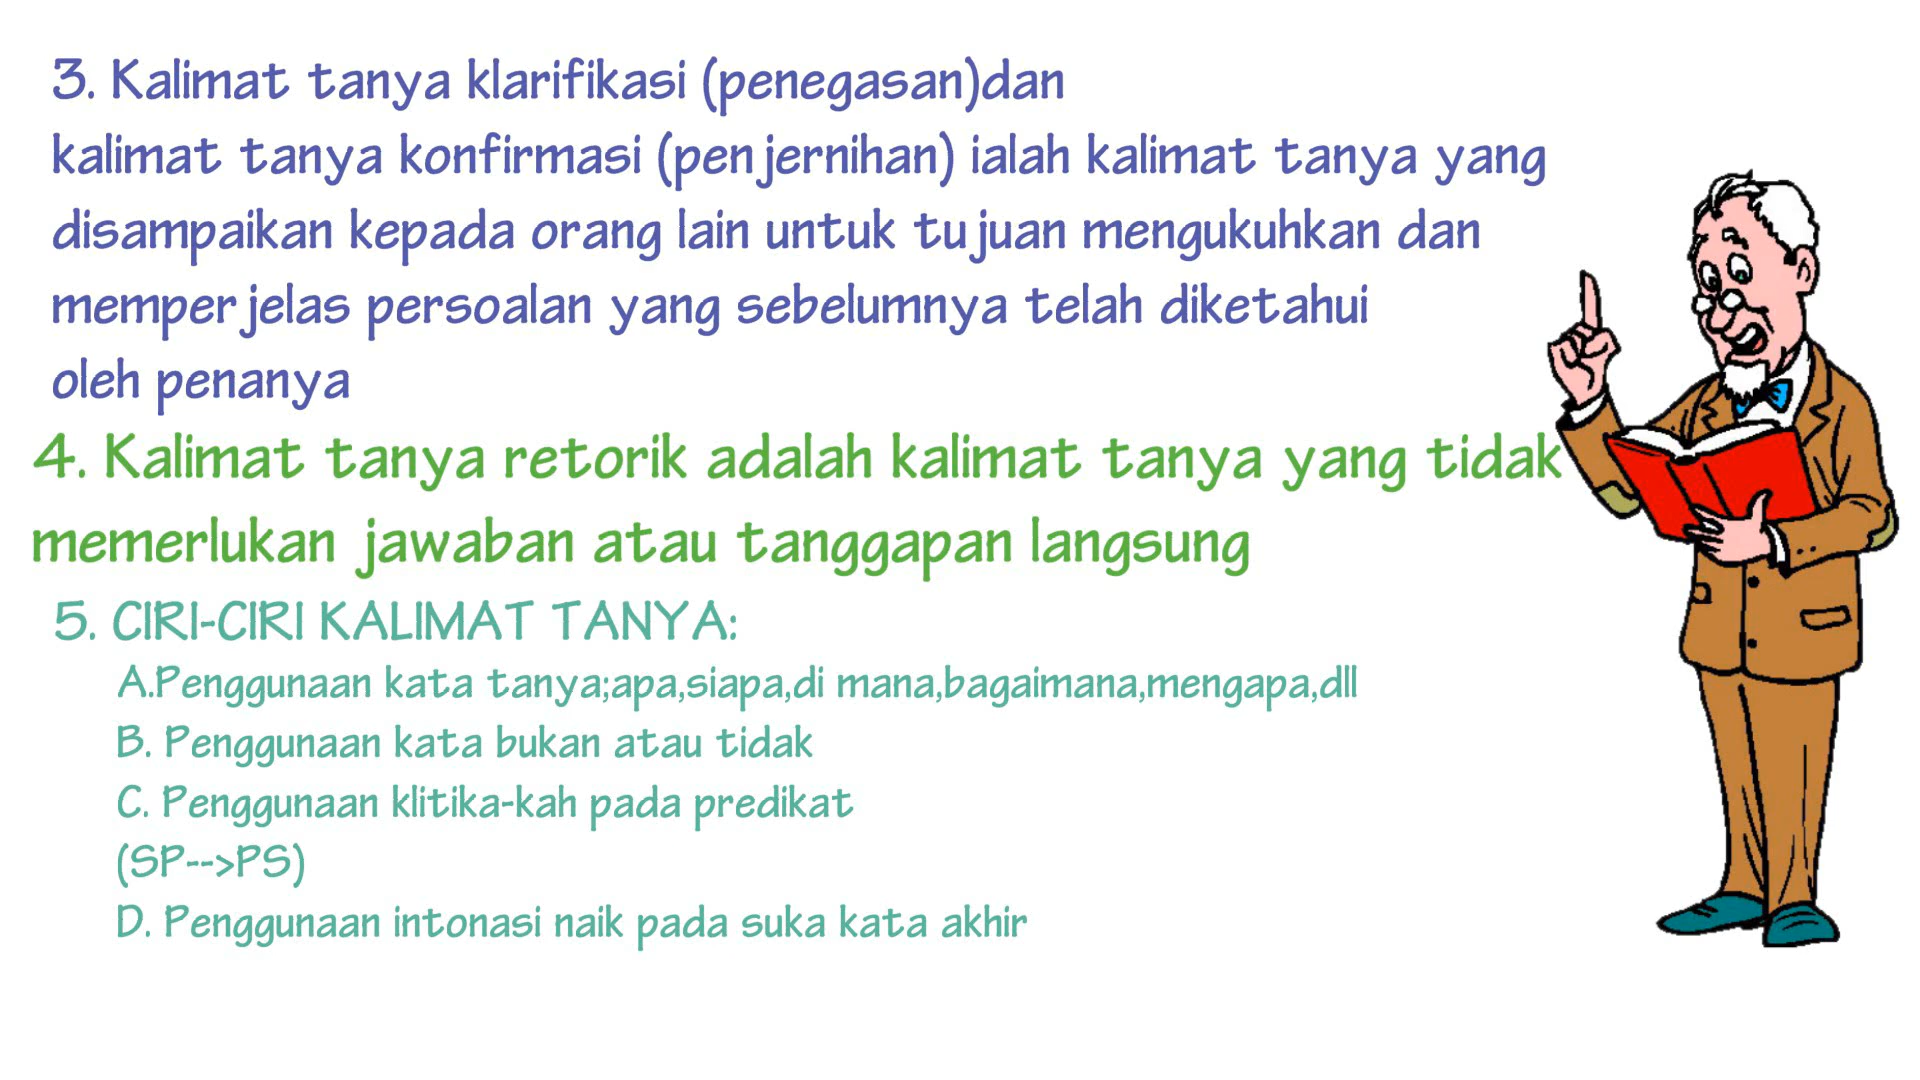 3. Kalimat tanya klarifikasi (penegasan)dan
kalimat tanya konfirmasi (penjernihan) ialah kalimat tanya yang
disampaikan kepada orang lain untuk tujuan mengukuhkan dan
memperjelas persoalan yang sebelumnya telah diketahui
oleh penanya
4. Kalimat tanya retorik adalah kalimat tanya yang tidak
memerlukan jawaban atau tanggapan langsung
5. CIRI-CIRI KALIMAT TANYA:
A.Penggunaan kata tanya;apa,siapa,di mana,bagaimana,mengapa,dll
B. Penggunaan kata bukan atau tidak
C. Penggunaan klitika-kah pada predikat
(SP-->PS)
D. Penggunaan intonasi naik pada suka kata akhir